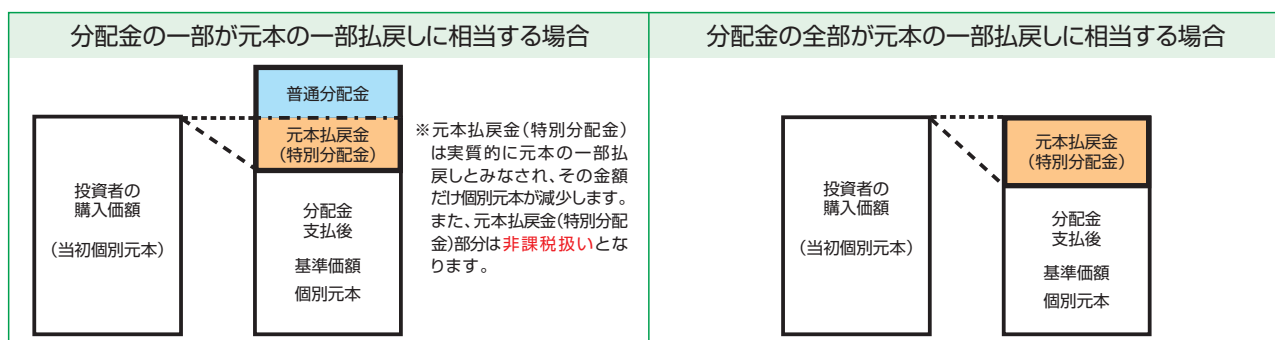 分配金の一部が元本の一部払戻しに相当する場合
普通分配金
元本払戻金
(特別分配金)
投資者の
購入価額
(当初個別元本)
分配金
支払後
基準価額
個別元本
※元本払戻金(特別分配金)
は実質的に元本の一部払
戻しとみなされ、その金額
だけ個別元本が減少します。
また、元本払戻金(特別分配
金)部分は非課税扱いとな
ります。
分配金の全部が元本の一部払戻しに相当する場合
元本払戻金
(特別分配金)
投資者の
購入価額
(当初個別元本)
分配金
支払後
基準価額
個別元本